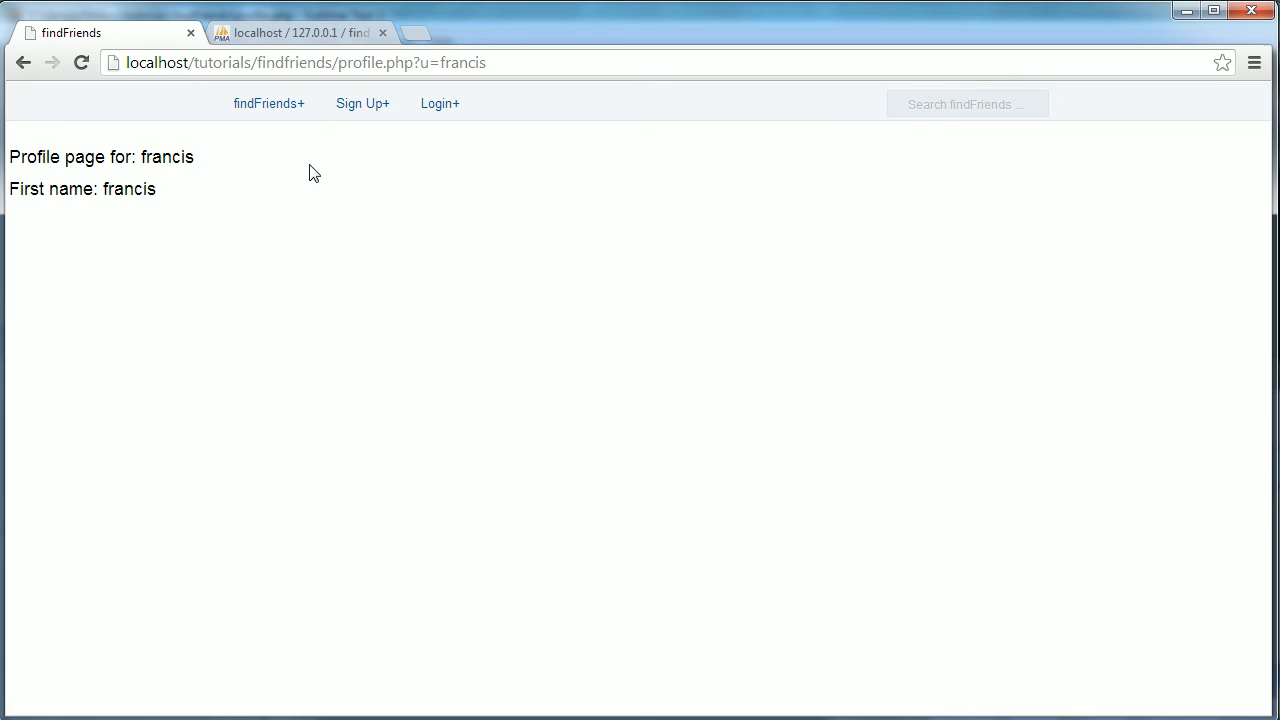 findFriends
localhost / 127.0.0.1 / find
localhost/tutorials/findfriends/profile.php?u=francis
findFriends+ Sign Up+ Login+ Search findFriends ...
Profile page for: francis
First name: francis